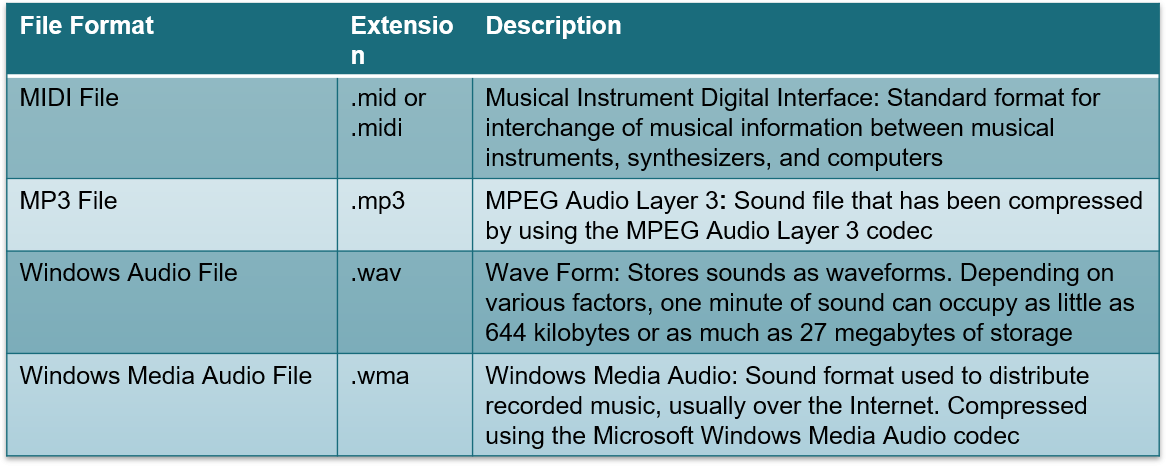 File Format
Extensio
n
Description
MIDI File
.mid or
.midi
Musical Instrument Digital Interface: Standard format for
interchange of musical information between musical
instruments, synthesizers, and computers
MP3 File
.mp3
MPEG Audio Layer 3: Sound file that has been compressed
by using the MPEG Audio Layer 3 codec
Windows Audio File
.wav
Wave Form: Stores sounds as waveforms. Depending on
various factors, one minute of sound can occupy as little as
644 kilobytes or as much as 27 megabytes of storage
Windows Media Audio File
.wma
Windows Media Audio: Sound format used to distribute
recorded music, usually over the Internet. Compressed
using the Microsoft Windows Media Audio codec